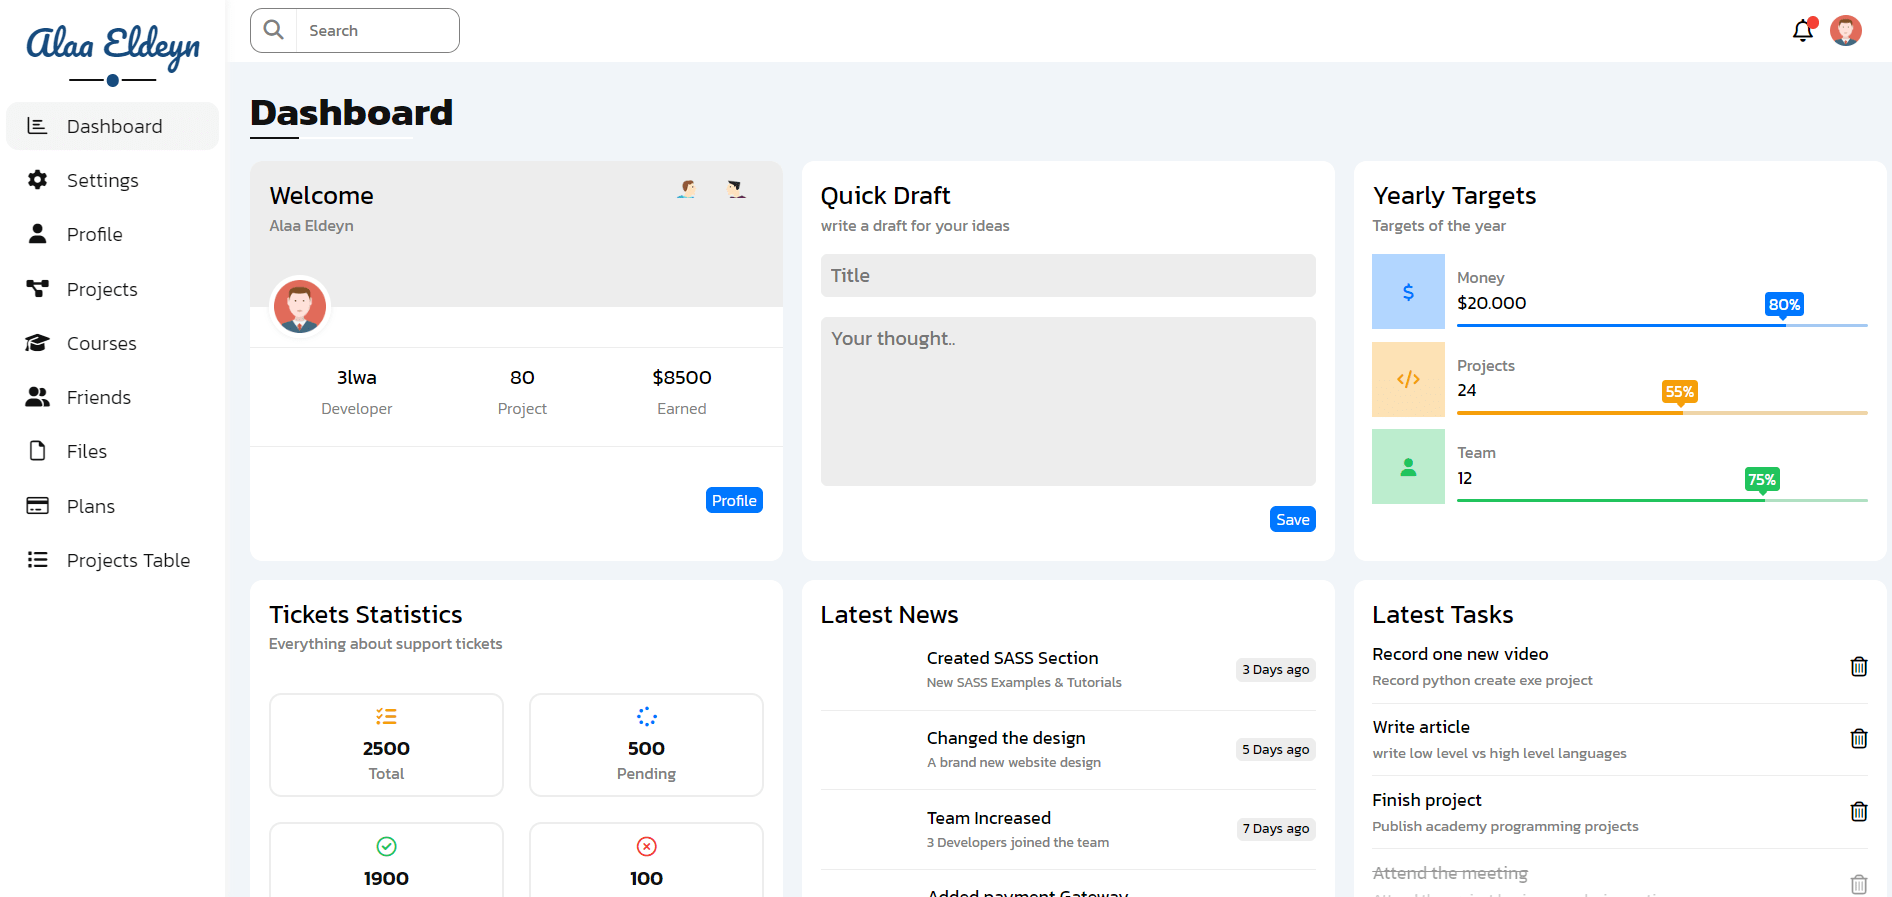 Alaa Eldeyn
Search
Dashboard
Settings
Profile
Projects
Courses
Friends
Files
Plans
Projects Table
Dashboard
Welcome
Alaa Eldeyn
3lwa
Developer
80
Project
$8500
Earned
Profile
Quick Draft
write a draft for your ideas
Title
Your thought..
Save
Yearly Targets
Targets of the year
$
Money
$20.000
80%
</>
Projects
24
55%
Team
12
75%
Tickets Statistics
Everything about support tickets
2500
Total
500
Pending
1900
100
Latest News
Created SASS Section
New SASS Examples & Tutorials
3 Days ago
Changed the design
A brand new website design
5 Days ago
Team Increased
3 Developers joined the team
7 Days ago
Added payment Gateway
Latest Tasks
Record one new video
Record python create exe project
Write article
write low level vs high level languages
Finish project
Publish academy programming projects
Attend the meeting